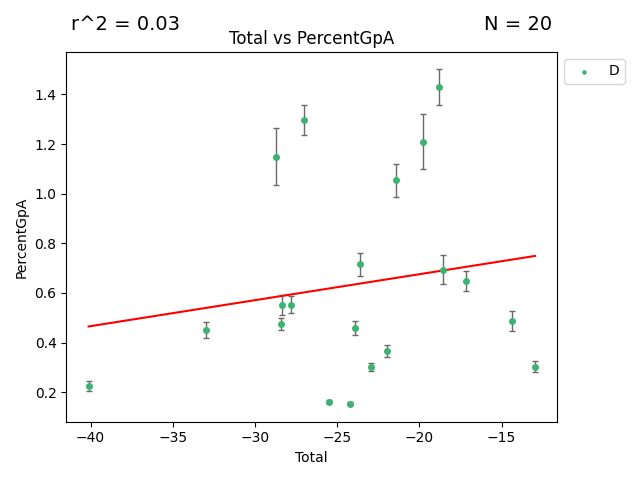 r^2 = 0.03
N = 20
Total vs PercentGpA
D
1.4
1.2
1.0
0.8
0.6
0.4
0.2
PercentGpA
−40
−35
−30
−25
−20
−15
Total